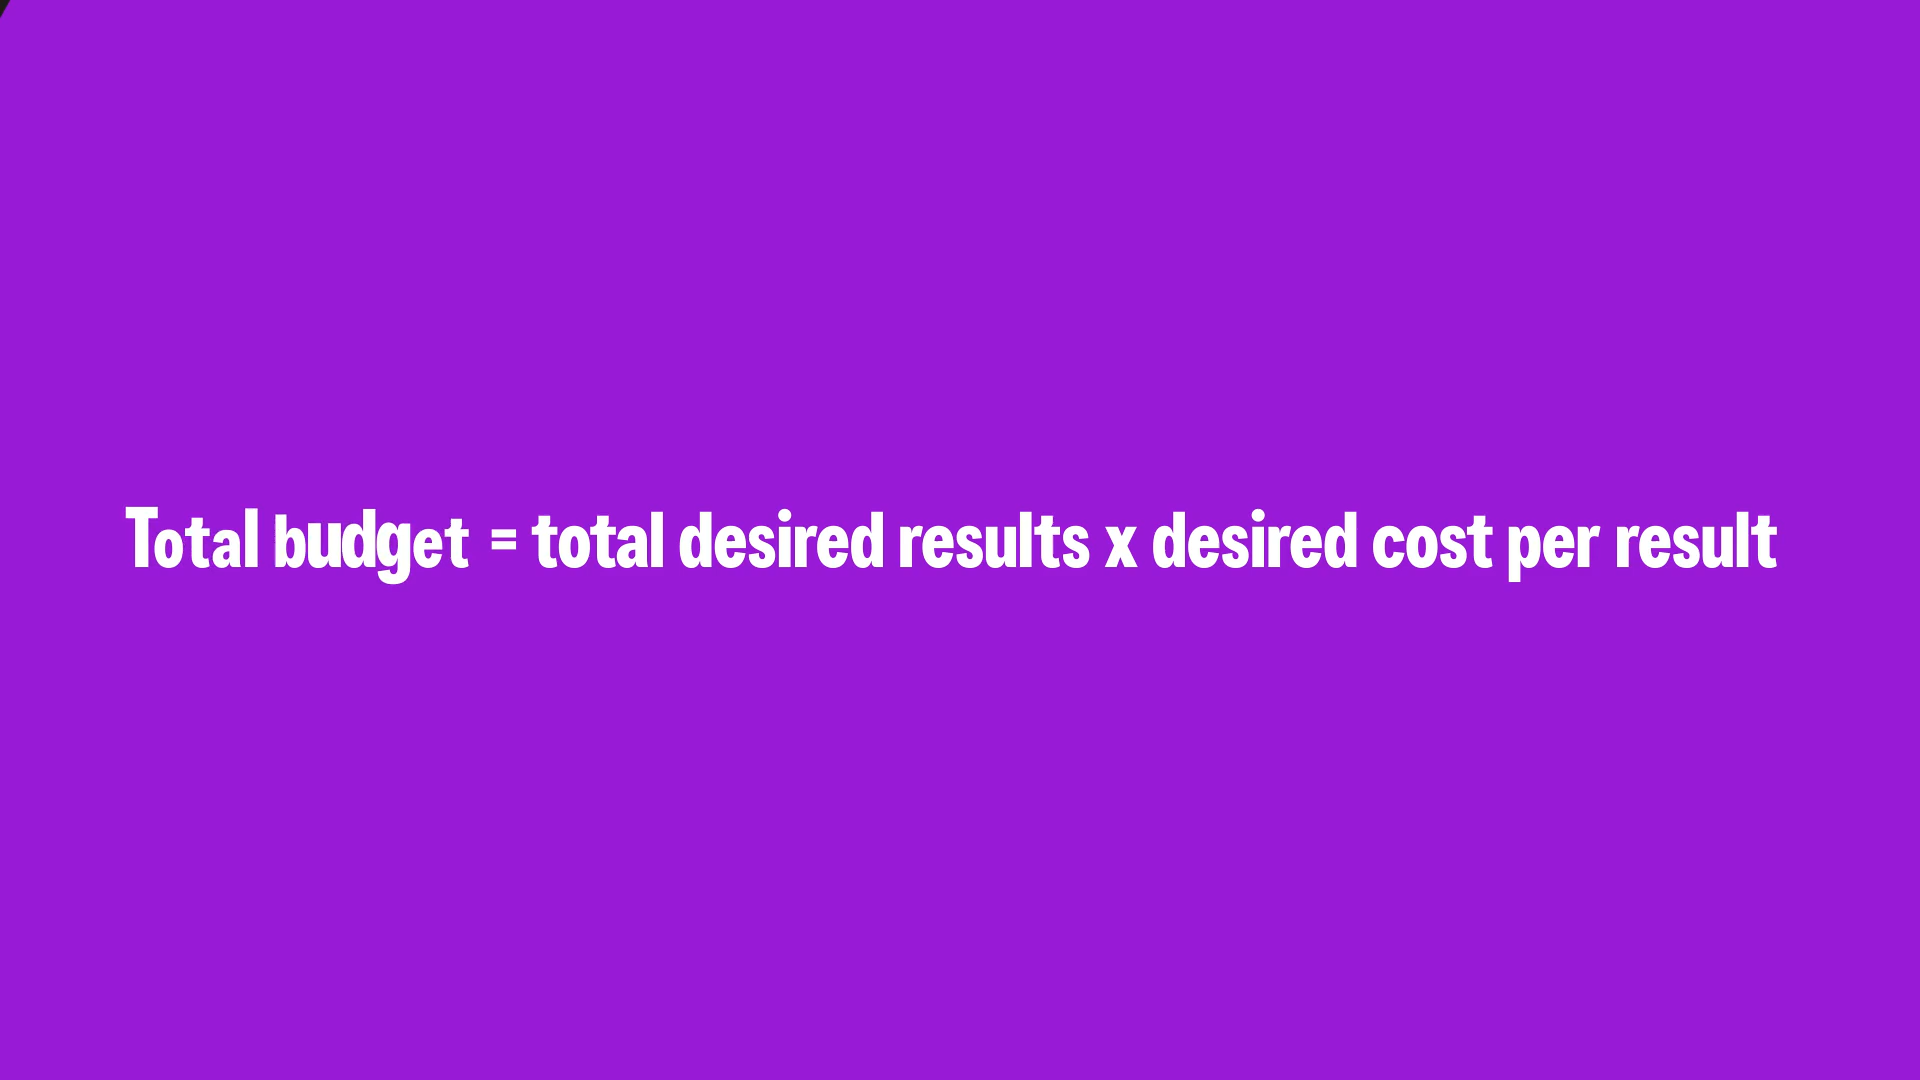 Total budget = total desired results x desired cost per result